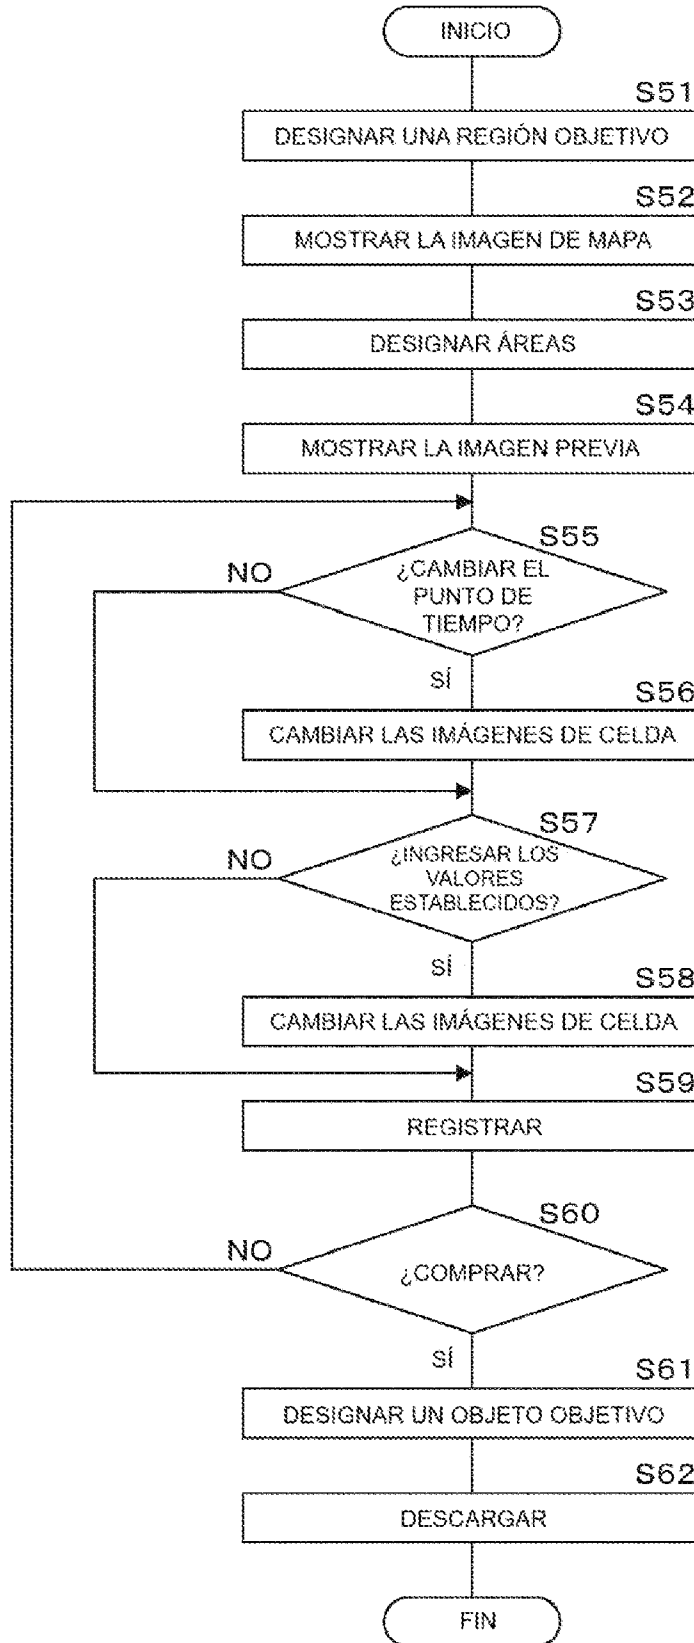 INICIO
S51
DESIGNAR UNA REGIÓN OBJETIVO
S52
MOSTRAR LA IMAGEN DE MAPA
S53
DESIGNAR ÁREAS
S54
MOSTRAR LA IMAGEN PREVIA
S55
NO
¿CAMBIAR EL
PUNTO DE
TIEMPO?
SÍ
S56
CAMBIAR LAS IMÁGENES DE CELDA
S57
NO
¿INGRESAR LOS
VALORES
ESTABLECIDOS?
SÍ
S58
CAMBIAR LAS IMÁGENES DE CELDA
S59
REGISTRAR
S60
NO
¿COMPRAR?
SÍ
S61
DESIGNAR UN OBJETO OBJETIVO
S62
DESCARGAR
FIN